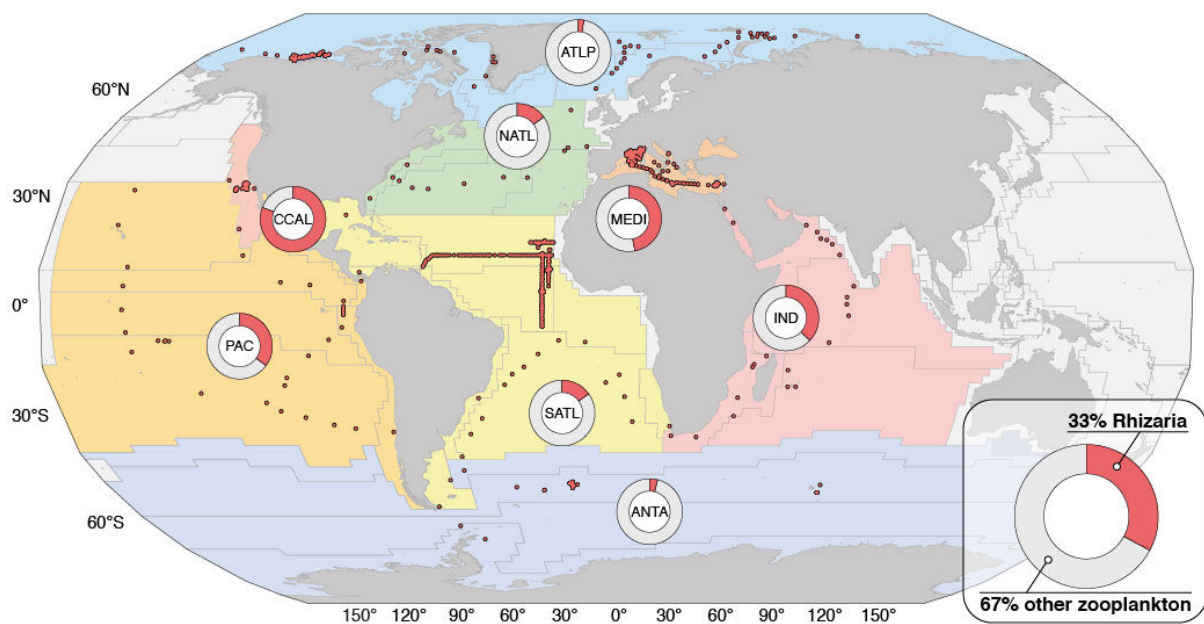 ATLP
60°N
NATL
30°N
CCAL
MEDI
0°
IND
PAC
SATL
30°S
33% Rhizaria
ANTA
60°S
67% other zooplankton
150° 120° 90° 60° 30° 0° 30° 60° 90° 120° 150°